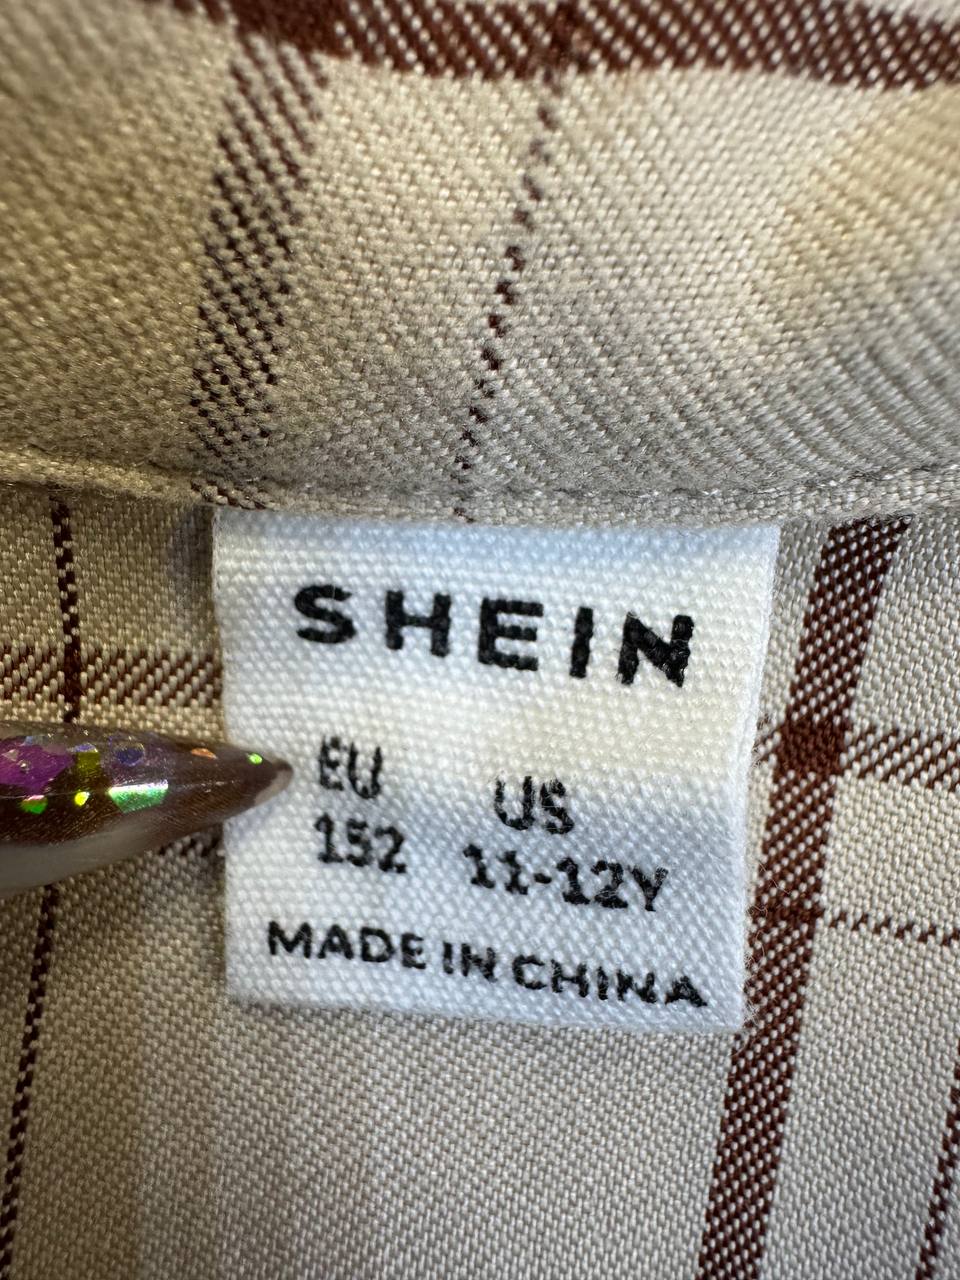 SHEIN
EU US
152 11-12Y
MADE IN CHINA